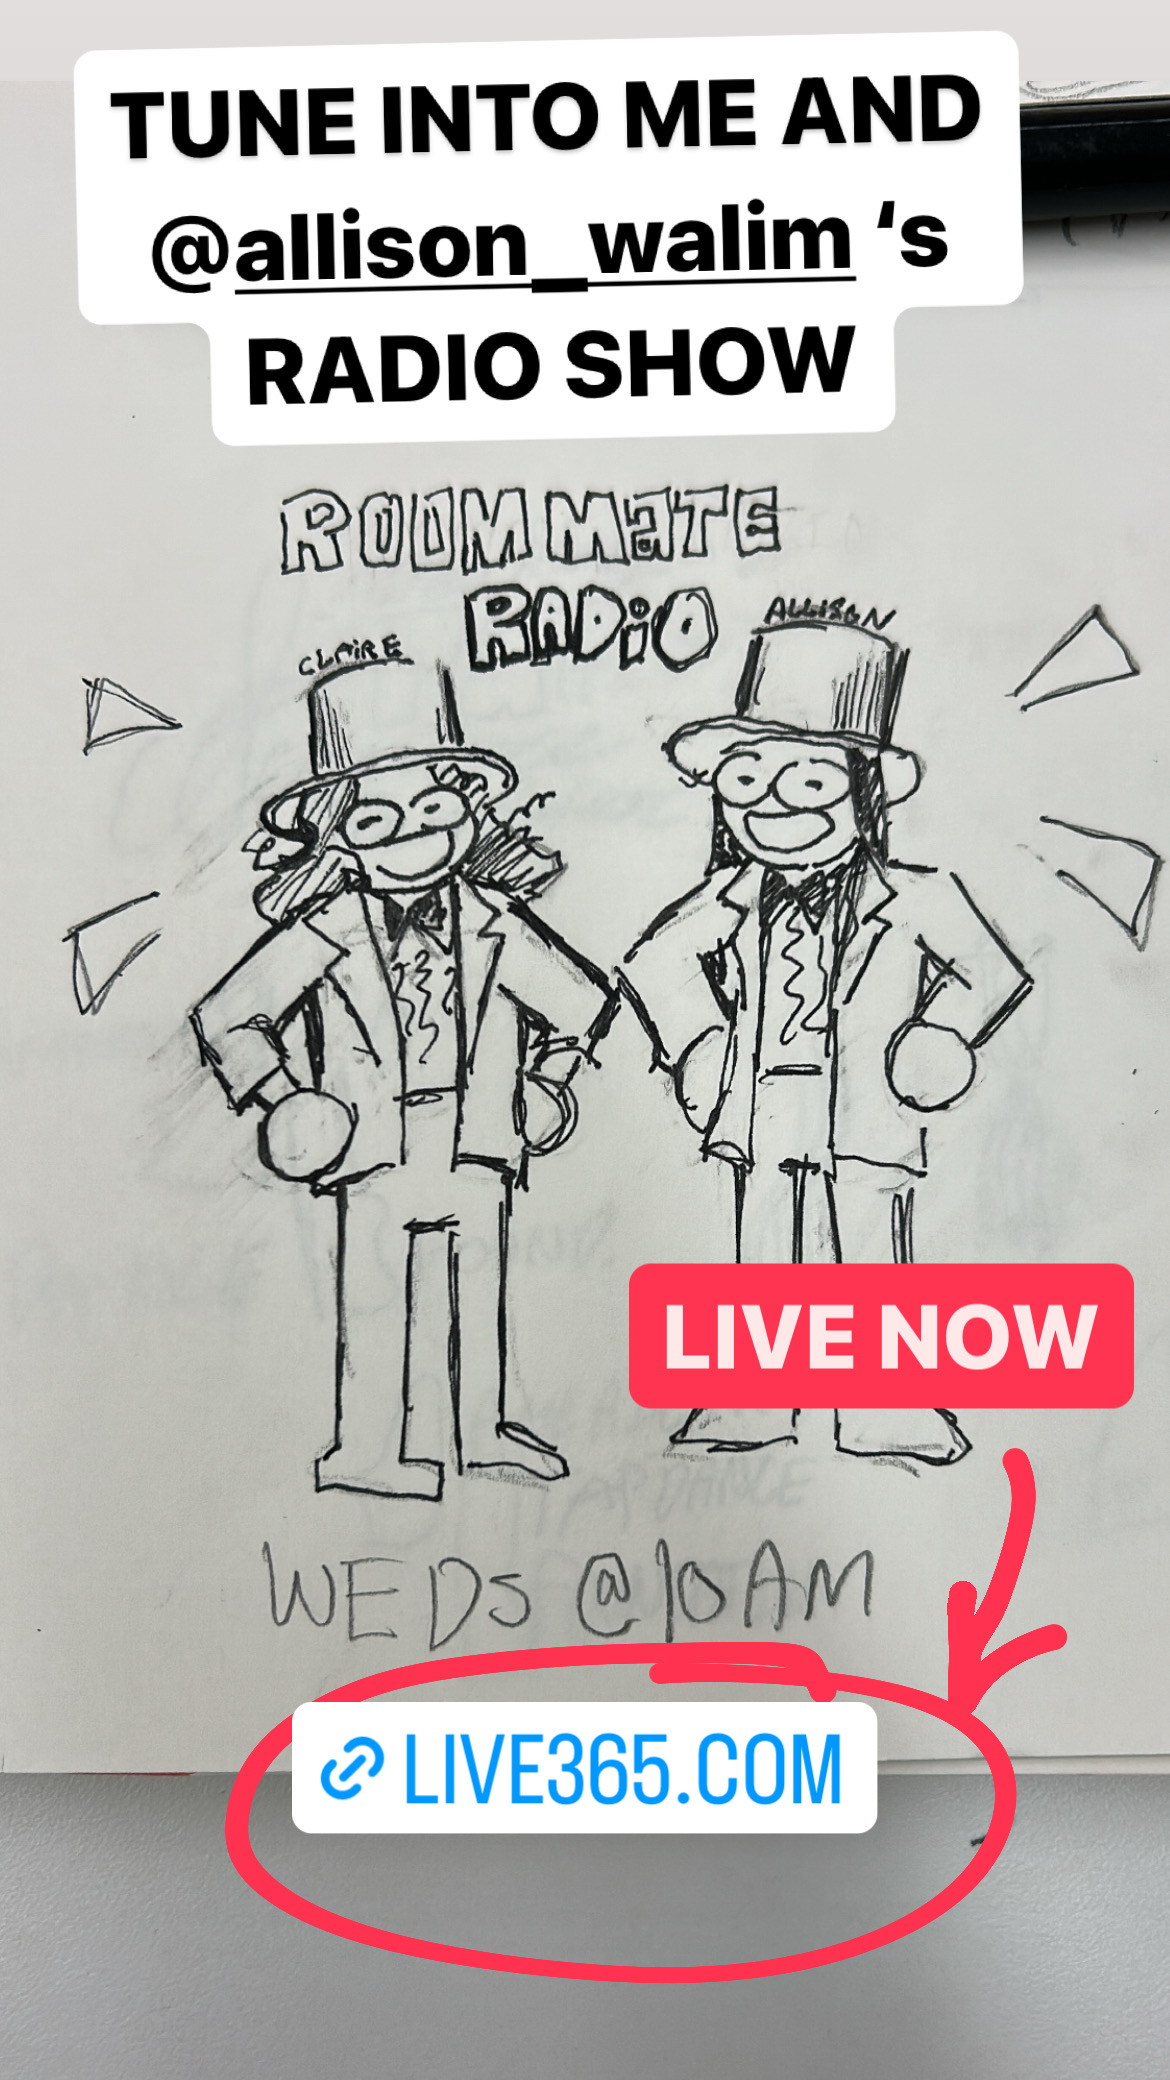 TUNE INTO ME AND
@allison_walim ‘s
RADIO SHOW
ROOMMATE
RADIO
CLAIRE
ALLISON
LIVE NOW
WEDS @ 10AM
LIVE365.COM